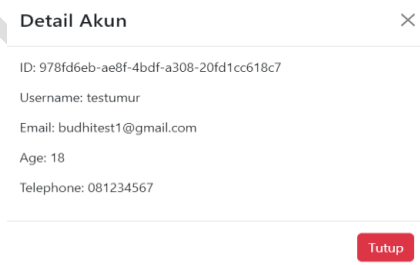 Detail Akun
ID: 978fd6eb-ae8f-4bdf-a308-20fd1cc618c7
Username: testumur
Email: budhitest1@gmail.com
Age: 18
Telephone: 081234567
Tutup